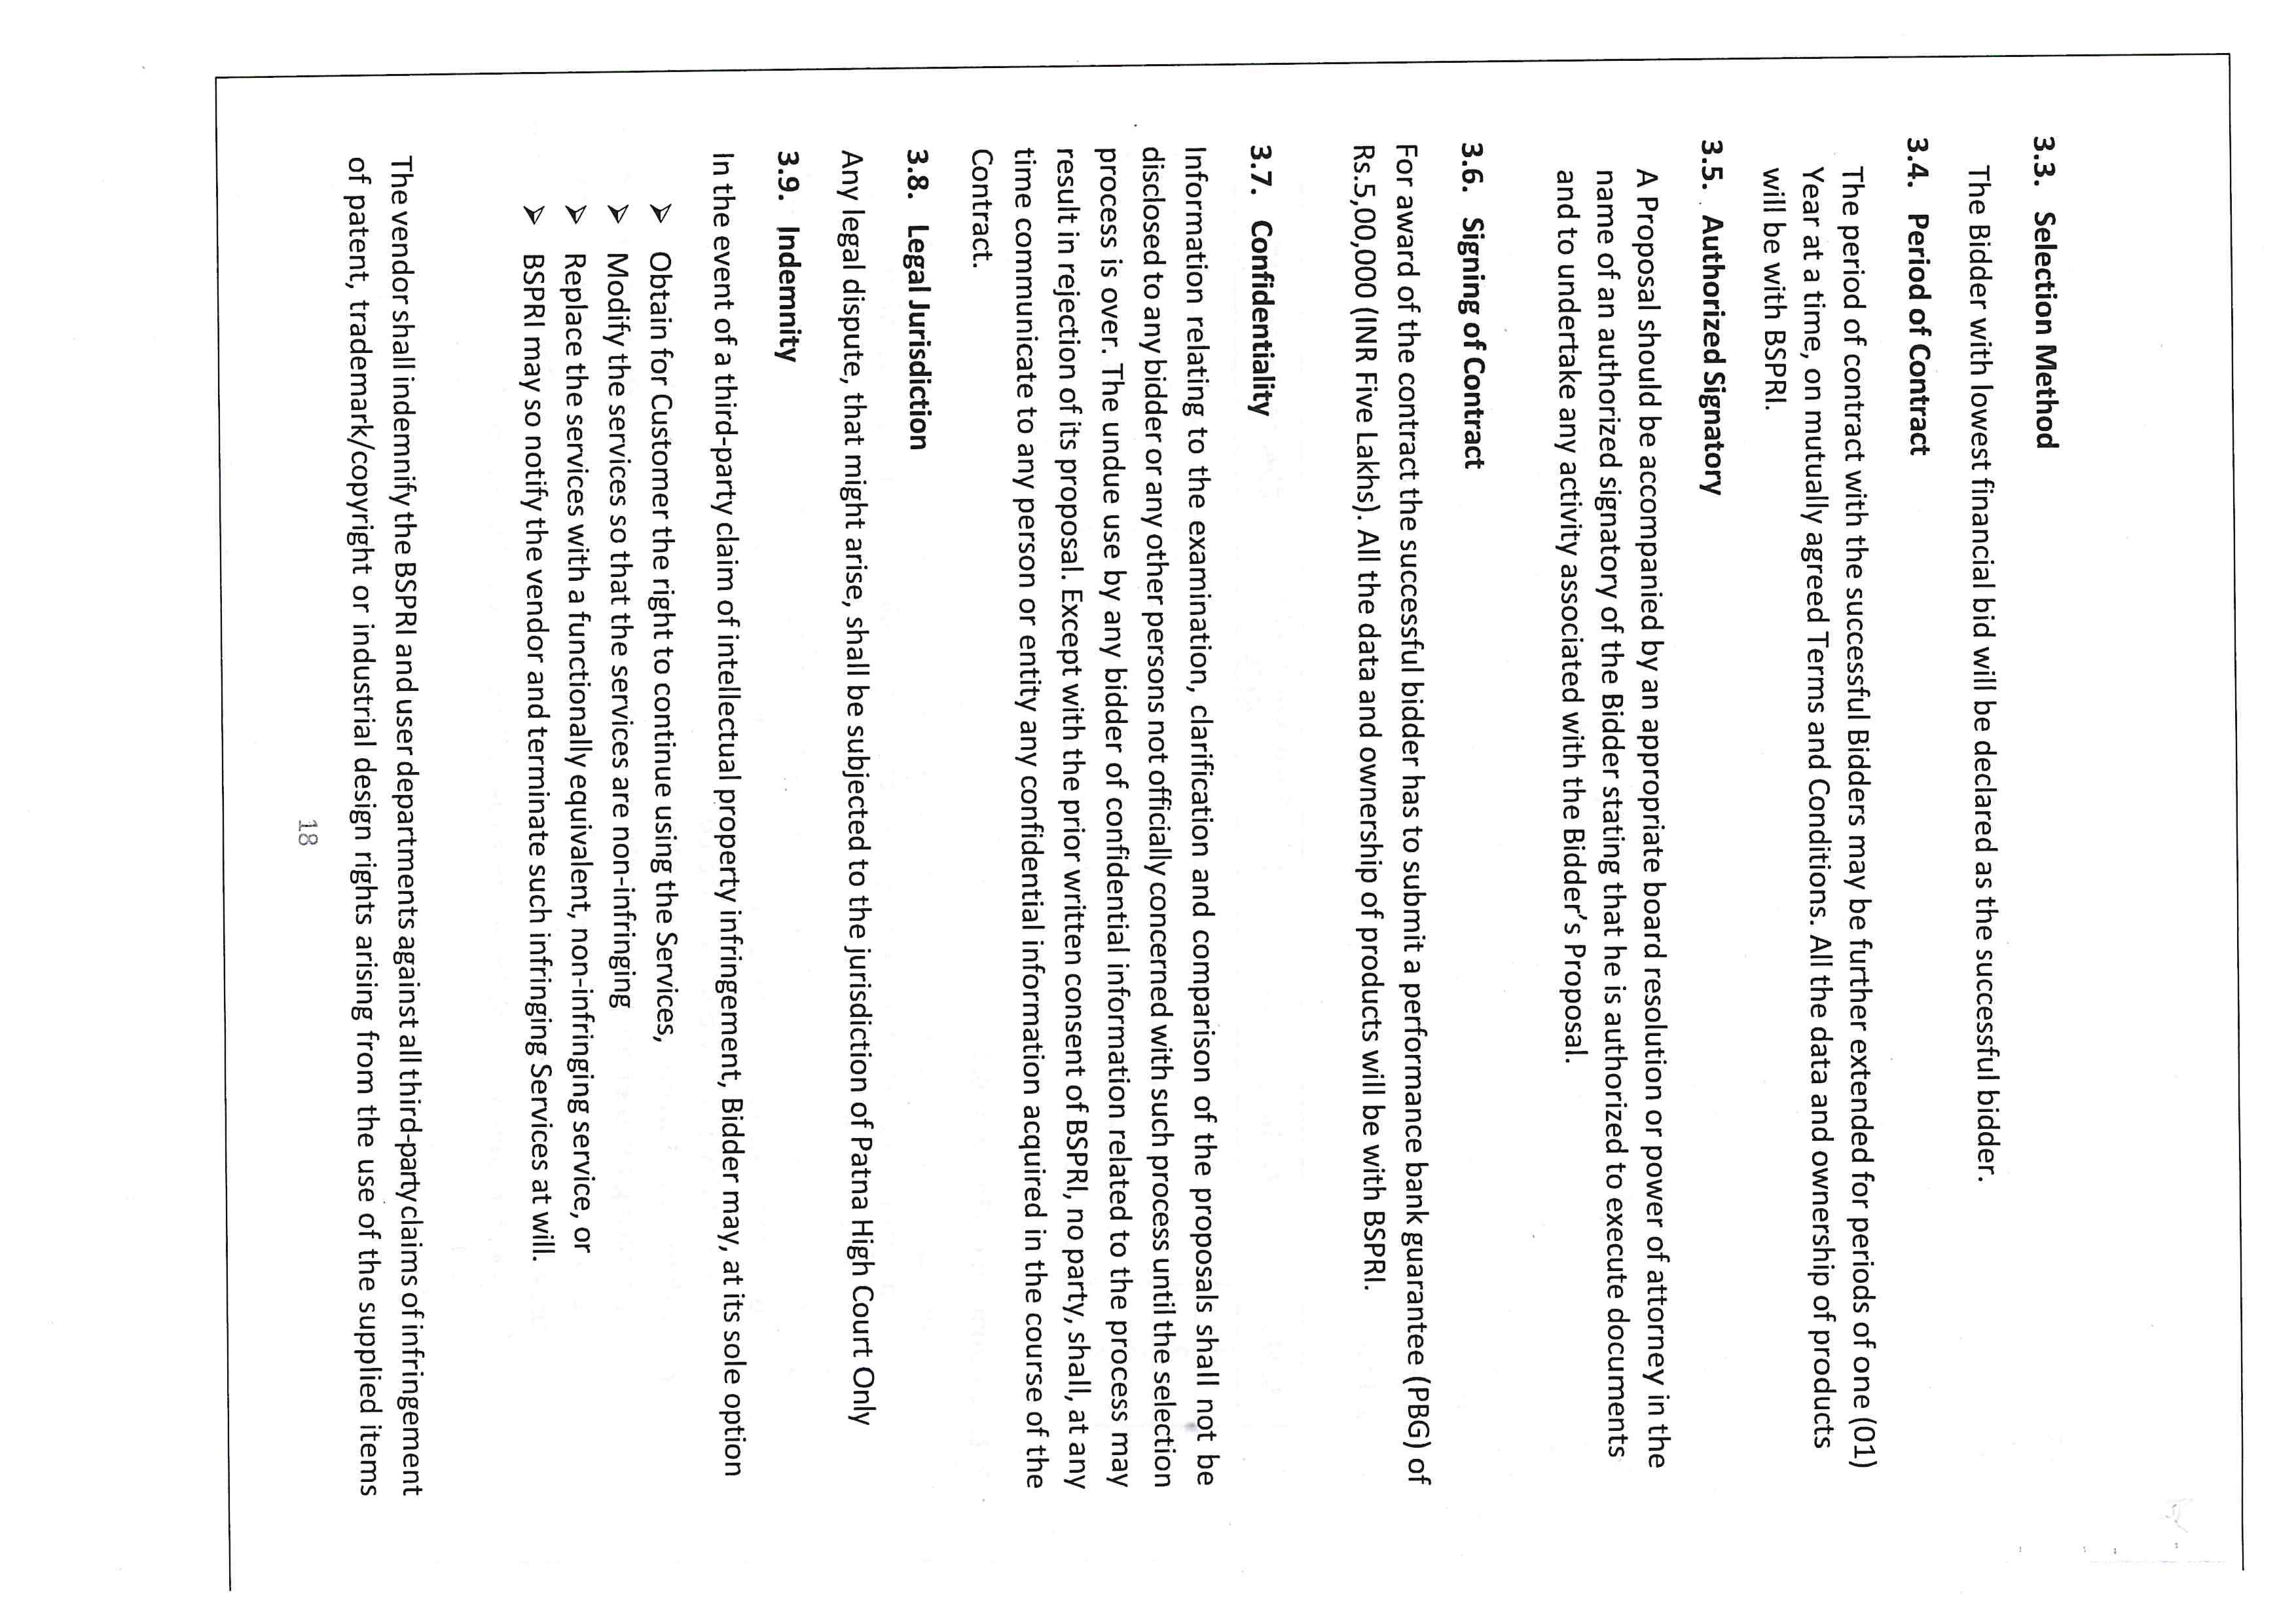 3.3. Selection Method
The Bidder with lowest financial bid will be declared as the successful bidder.
3.4. Period of Contract
The period of contract with the successful Bidders may be further extended for periods of one (01)
Year at a time, on mutually agreed Terms and Conditions. All the data and ownership of products
will be with BSPRI.
3.5. Authorized Signatory
A Proposal should be accompanied by an appropriate board resolution or power of attorney in the
name of an authorized signatory of the Bidder stating that he is authorized to execute documents
and to undertake any activity associated with the Bidder's Proposal.
3.6. Signing of Contract
For award of the contract the successful bidder has to submit a performance bank guarantee (PBG) of
Rs.5,00,000 (INR Five Lakhs). All the data and ownership of products will be with BSPRI.
3.7. Confidentiality
Information relating to the examination, clarification and comparison of the proposals shall not be
disclosed to any bidder or any other persons not officially concerned with such process until the selection
process is over. The undue use by any bidder of confidential information related to the process may
result in rejection of its proposal. Except with the prior written consent of BSPRI, no party, shall, at any
time communicate to any person or entity any confidential information acquired in the course of the
Contract.
3.8. Legal Jurisdiction
Any legal dispute, that might arise, shall be subjected to the jurisdiction of Patna High Court Only
3.9. Indemnity
In the event of a third-party claim of intellectual property infringement, Bidder may, at its sole option
➢ Obtain for Customer the right to continue using the Services,
➢ Modify the services so that the services are non-infringing
➢ Replace the services with a functionally equivalent, non-infringing service, or
➢ BSPRI may so notify the vendor and terminate such infringing Services at will.
The vendor shall indemnify the BSPRI and user departments against all third-party claims of infringement
of patent, trademark/copyright or industrial design rights arising from the use of the supplied items
18